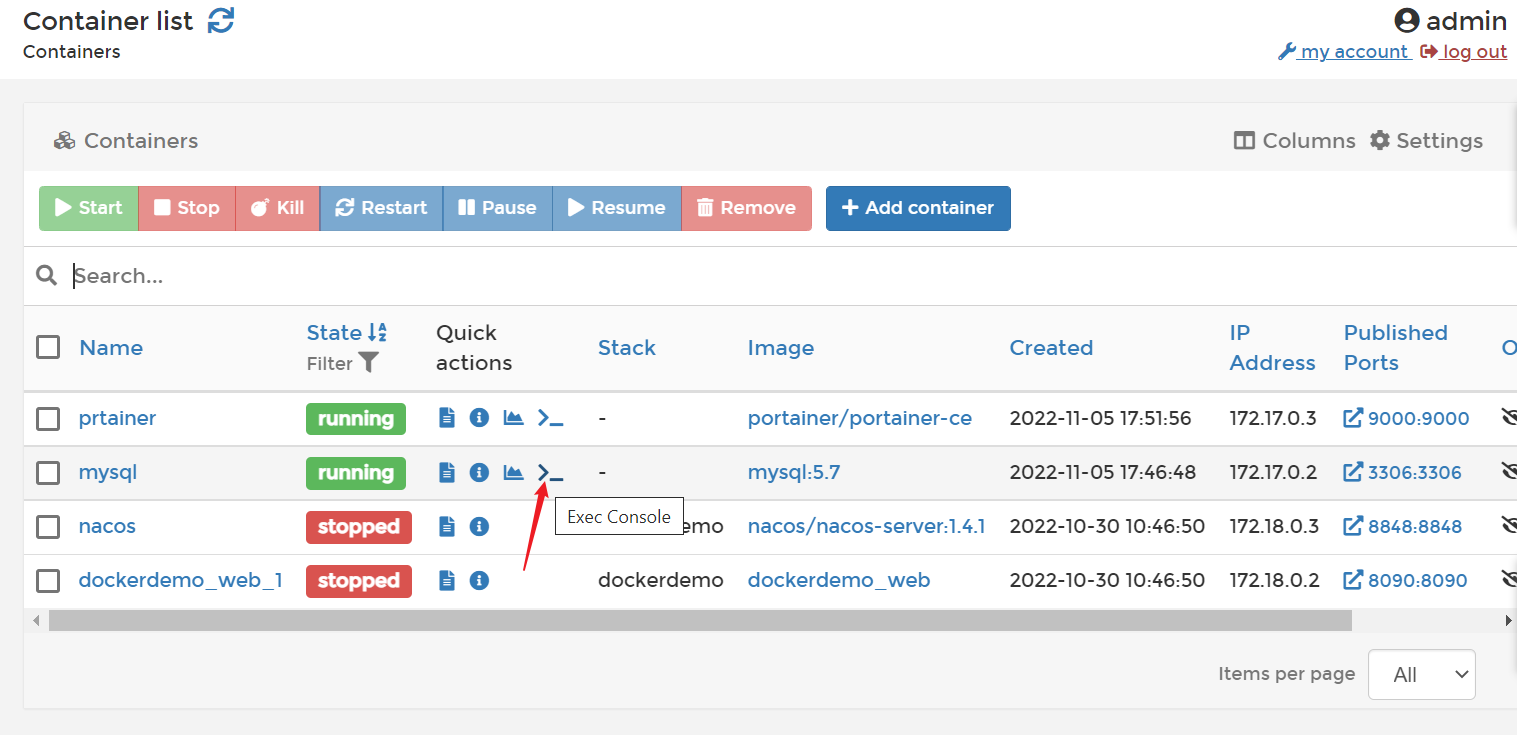 Container list
admin
Containers
my account
log out
Containers
Columns
Settings
Start
Stop
Kill
Restart
Pause
Resume
Remove
Add container
Search...
Name
State
Filter
Quick
actions
Stack
Image
Created
IP
Address
Published
Ports
O
prtainer running - portainer/portainer-ce 2022-11-05 17:51:56 172.17.0.3 9000:9000
mysql running - mysql:5.7 2022-11-05 17:46:48 172.17.0.2 3306:3306
Exec Console
nacos stopped emo nacos/nacos-server:1.4.1 2022-10-30 10:46:50 172.18.0.3 8848:8848
dockerdemo_web_1 stopped dockerdemo dockerdemo_web 2022-10-30 10:46:50 172.18.0.2 8090:8090
Items per page All